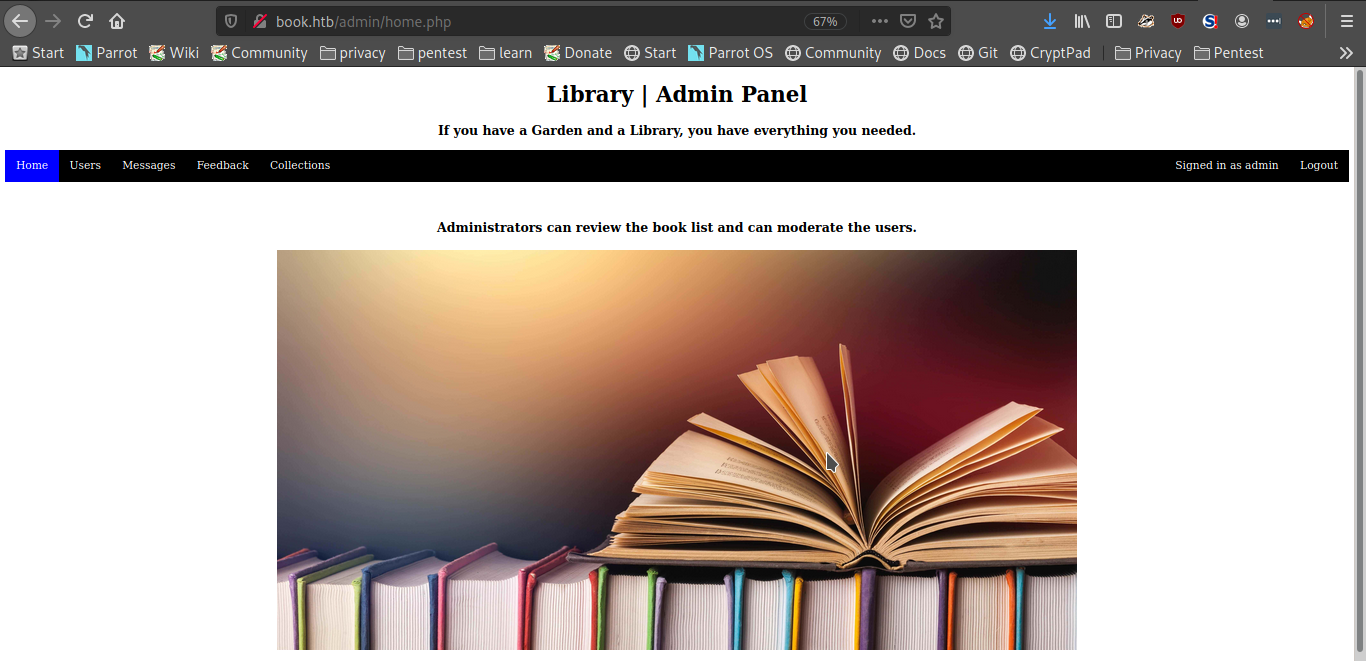 book.htb/admin/home.php 67%
Start Parrot Wiki Community privacy pentest learn Donate Start Parrot OS Community Docs Git CryptPad Privacy Pentest
Library | Admin Panel
If you have a Garden and a Library, you have everything you needed.
Home Users Messages Feedback Collections Signed in as admin Logout
Administrators can review the book list and can moderate the users.